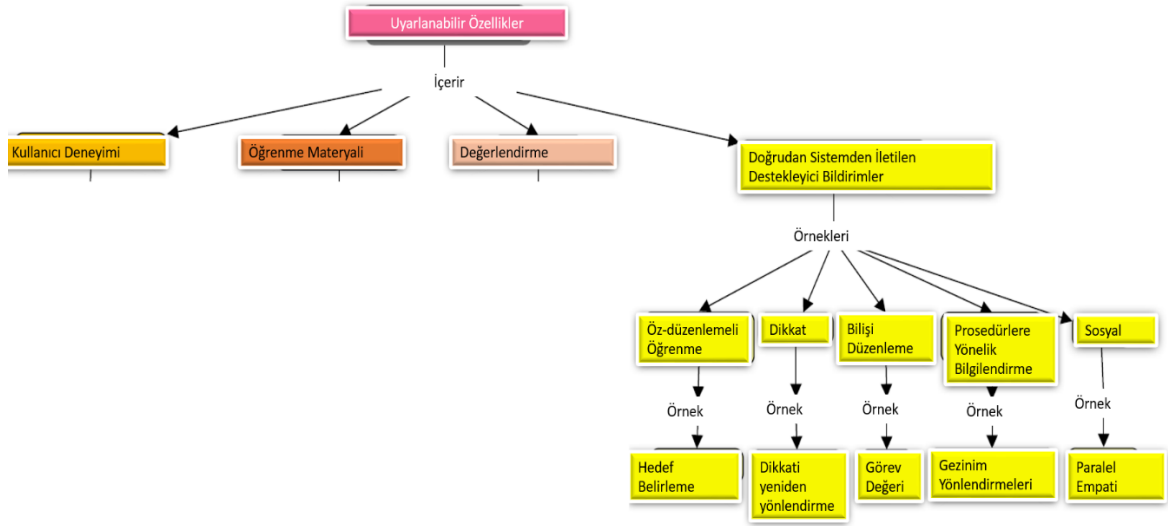 Uyarlanabilir Özellikler
İçerir
Kullanıcı Deneyimi
Öğrenme Materyali
Değerlendirme
Doğrudan Sistemden İletilen
Destekleyici Bildirimler
Örnekleri
Öz-düzenlemeli
Öğrenme
Dikkat
Bilişi
Düzenleme
Prosedürlere
Yönelik
Bilgilendirme
Sosyal
Örnek
Örnek
Örnek
Örnek
Örnek
Hedef
Belirleme
Dikkati
yeniden
yönlendirme
Görev
Değeri
Gezinim
Yönlendirmeleri
Paralel
Empati